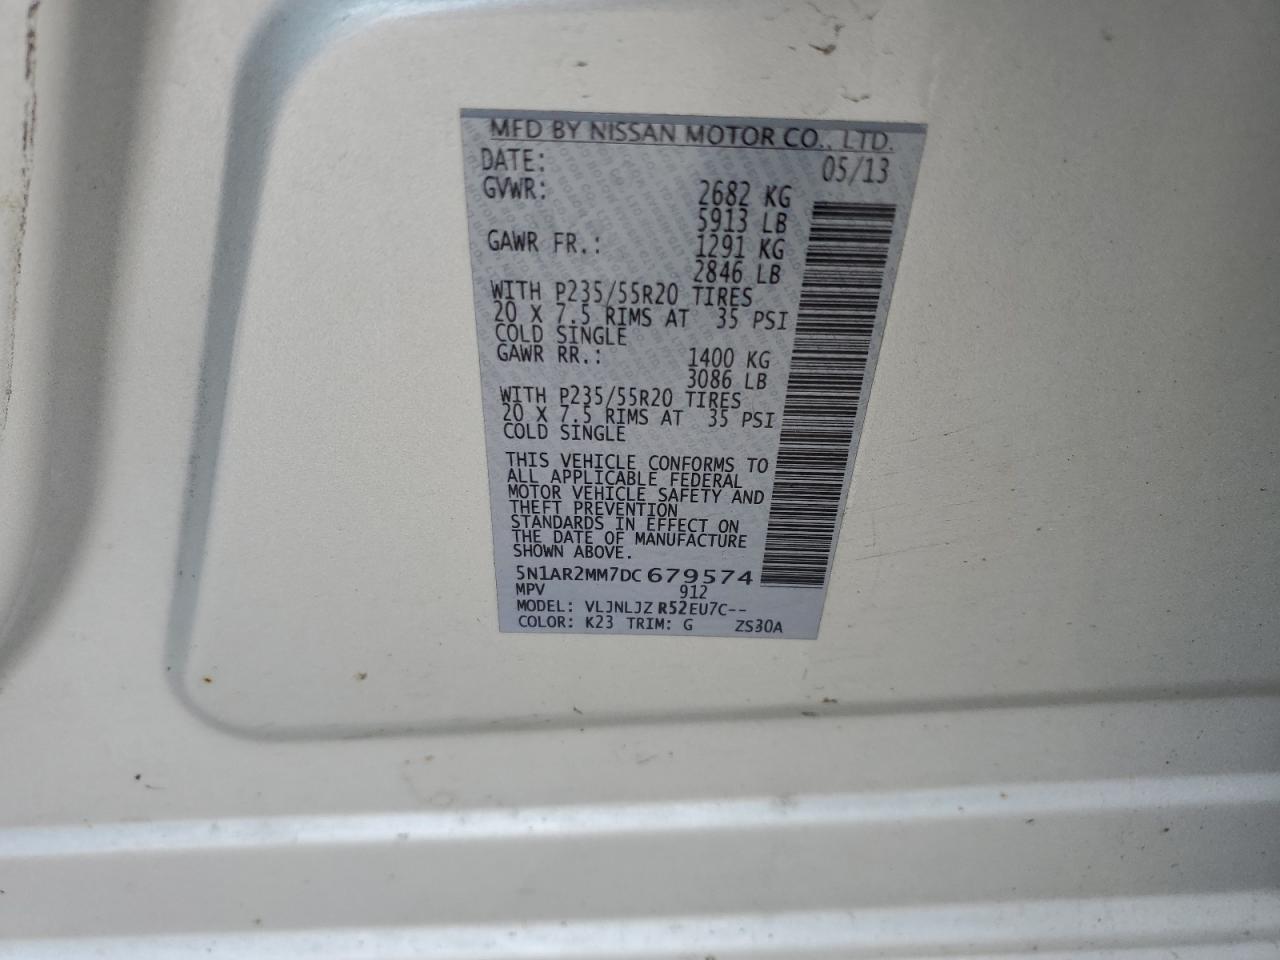 MFD BY NISSAN MOTOR CO., LTD.
DATE: 05/13
GVWR: 2682 KG
5913 LB
GAWR FR.: 1291 KG
2846 LB
WITH P235/55R20 TIRES
20 X 7.5 RIMS AT 35 PSI
COLD SINGLE
GAWR RR.: 1400 KG
3086 LB
WITH P235/55R20 TIRES
20 X 7.5 RIMS AT 35 PSI
COLD SINGLE
THIS VEHICLE CONFORMS TO
ALL APPLICABLE FEDERAL
MOTOR VEHICLE SAFETY AND
THEFT PREVENTION
STANDARDS IN EFFECT ON
THE DATE OF MANUFACTURE
SHOWN ABOVE.
5N1AR2MM7DC679574
MPV 912
MODEL: VLJNLJZ R52EU7C--
COLOR: K23 TRIM: G ZS30A